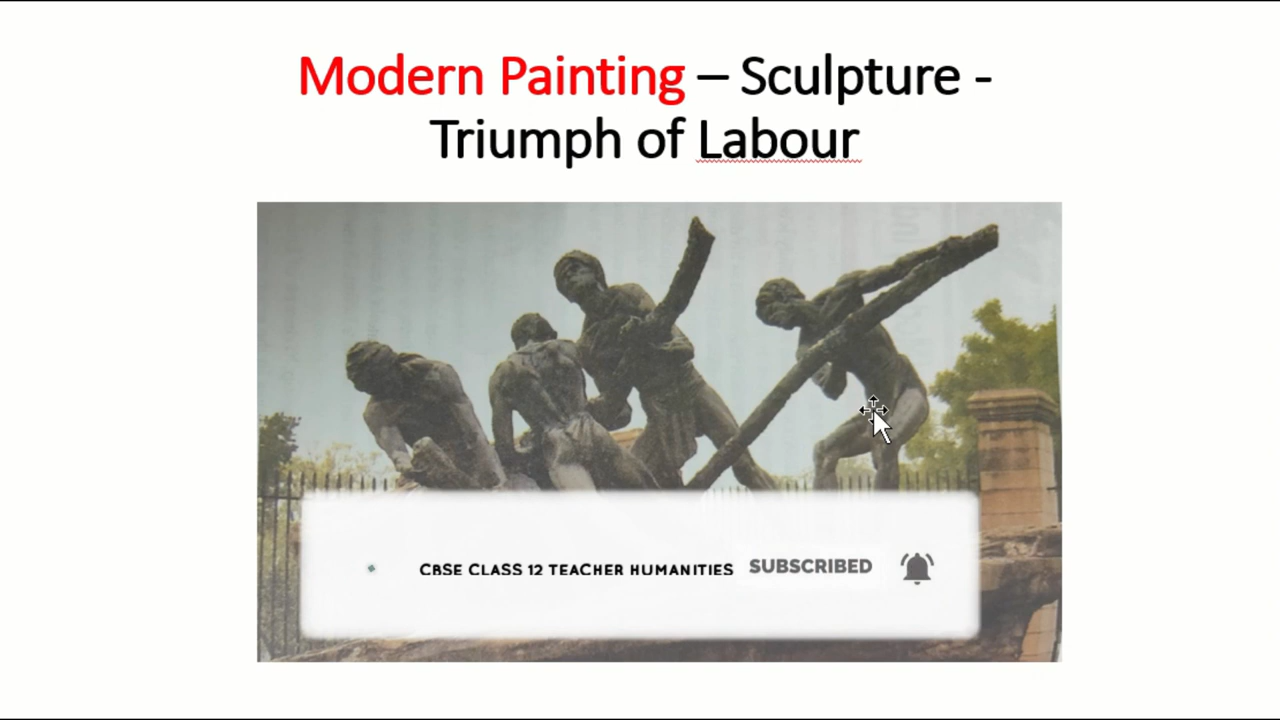 Modern Painting – Sculpture -
Triumph of Labour
CBSE CLASS 12 TEACHER HUMANITIES SUBSCRIBED